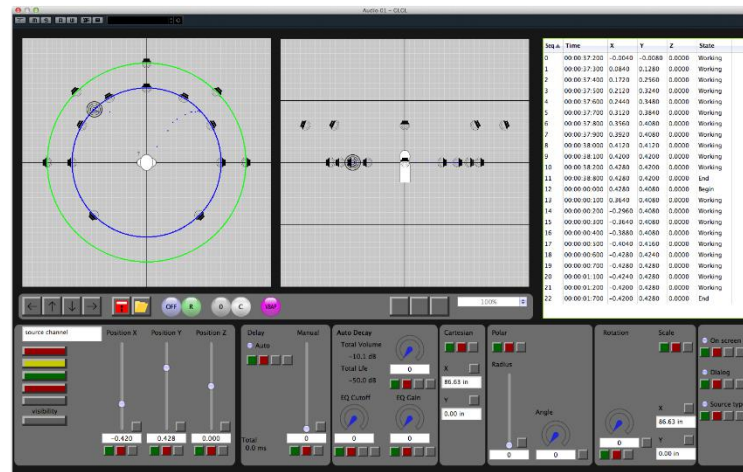 Audio 01 - OLOL
Seq Time X Y Z State
0 00:00:37:200 -0.0040 -0.0080 0.0000 Working
1 00:00:37:300 0.0840 0.1280 0.0000 Working
2 00:00:37:400 0.1720 0.2560 0.0000 Working
3 00:00:37:500 0.2120 0.3240 0.0000 Working
4 00:00:37:600 0.2440 0.3480 0.0000 Working
5 00:00:37:700 0.3120 0.3840 0.0000 Working
6 00:00:37:800 0.3560 0.4080 0.0000 Working
7 00:00:37:900 0.3920 0.4080 0.0000 Working
8 00:00:38:000 0.4120 0.4120 0.0000 Working
9 00:00:38:100 0.4200 0.4200 0.0000 Working
10 00:00:38:200 0.4280 0.4200 0.0000 Working
11 00:00:38:800 0.4280 0.4200 0.0000 End
12 00:00:00:000 0.4280 0.4080 0.0000 Begin
13 00:00:00:100 0.3640 0.4080 0.0000 Working
14 00:00:00:200 -0.2960 0.4080 0.0000 Working
15 00:00:00:300 -0.3640 0.4080 0.0000 Working
16 00:00:00:400 -0.3880 0.4080 0.0000 Working
17 00:00:00:500 -0.4040 0.4160 0.0000 Working
18 00:00:00:600 -0.4280 0.4240 0.0000 Working
19 00:00:00:700 -0.4280 0.4280 0.0000 Working
20 00:00:01:100 -0.4240 0.4280 0.0000 Working
21 00:00:01:200 -0.4200 0.4280 0.0000 Working
22 00:00:01:700 -0.4200 0.4280 0.0000 End
OFF R 0 C
100%
source channel Position X Position Y Position Z Delay Manual Auto Decay Cartesian Polar Rotation Scale
Auto Total Volume On screen
-10.1 dB X Radius
Total Lfe 0 86.63 in Dialog
-50.0 dB Y
EQ Cutoff EQ Gain 0.00 in X Source type
visibility Angle 86.63 in
Total Y
-0.420 0.428 0.000 0.0 ms 0 0 0 0 0 0 0.00 in